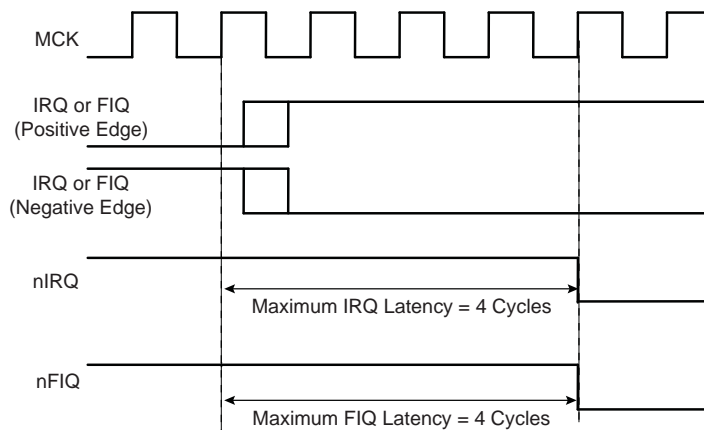 MCK
IRQ or FIQ
(Positive Edge)
IRQ or FIQ
(Negative Edge)
nIRQ
Maximum IRQ Latency = 4 Cycles
nFIQ
Maximum FIQ Latency = 4 Cycles